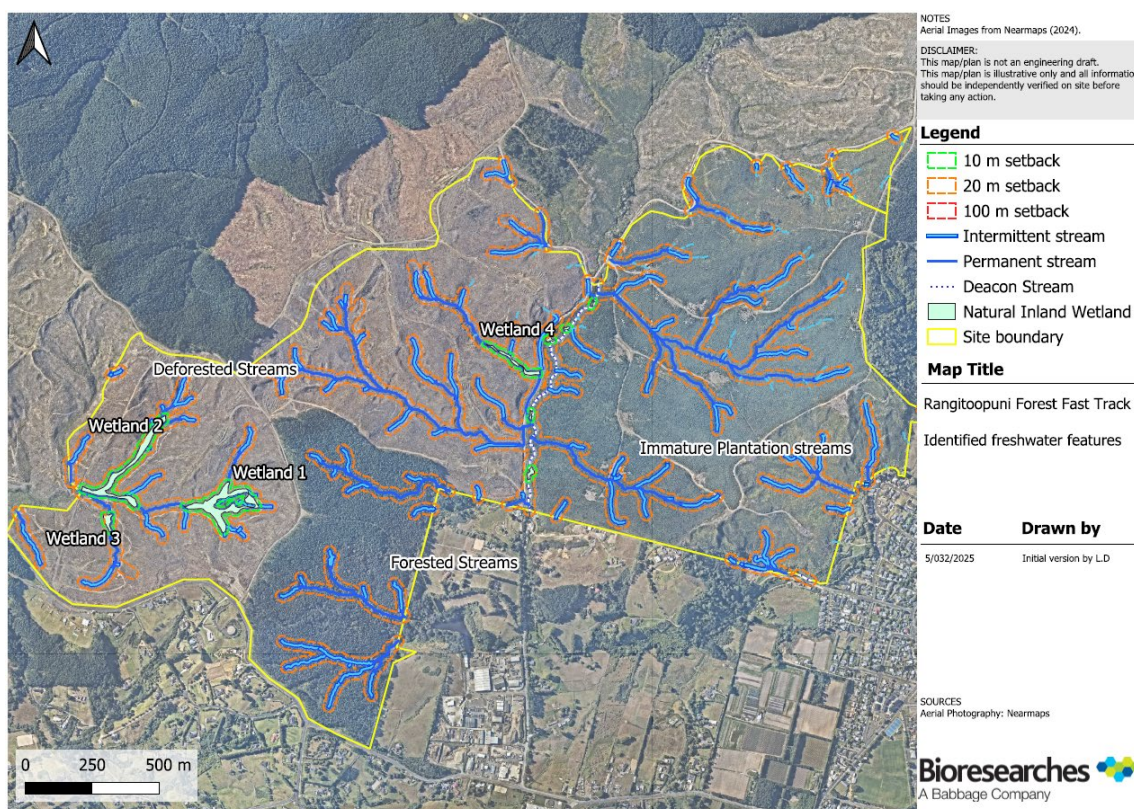 NOTES
Aerial Images from Nearmaps (2024).
DISCLAIMER:
This map/plan is not an engineering draft.
This map/plan is illustrative only and all informatio
should be independently verified on site before
taking any action.
Legend
10 m setback
20 m setback
100 m setback
Intermittent stream
Permanent stream
Deacon Stream
Natural Inland Wetland
Site boundary
Map Title
Rangitoopuni Forest Fast Track
Identified freshwater features
Date Drawn by
5/032/2025 Initial version by L.D
SOURCES
Aerial Photography: Nearmaps
Bioresearches
A Babbage Company
Wetland 4
Deforested Streams
Wetland 2
Immature Plantation streams
Wetland 1
Wetland 3
Forested Streams
0 250 500 m